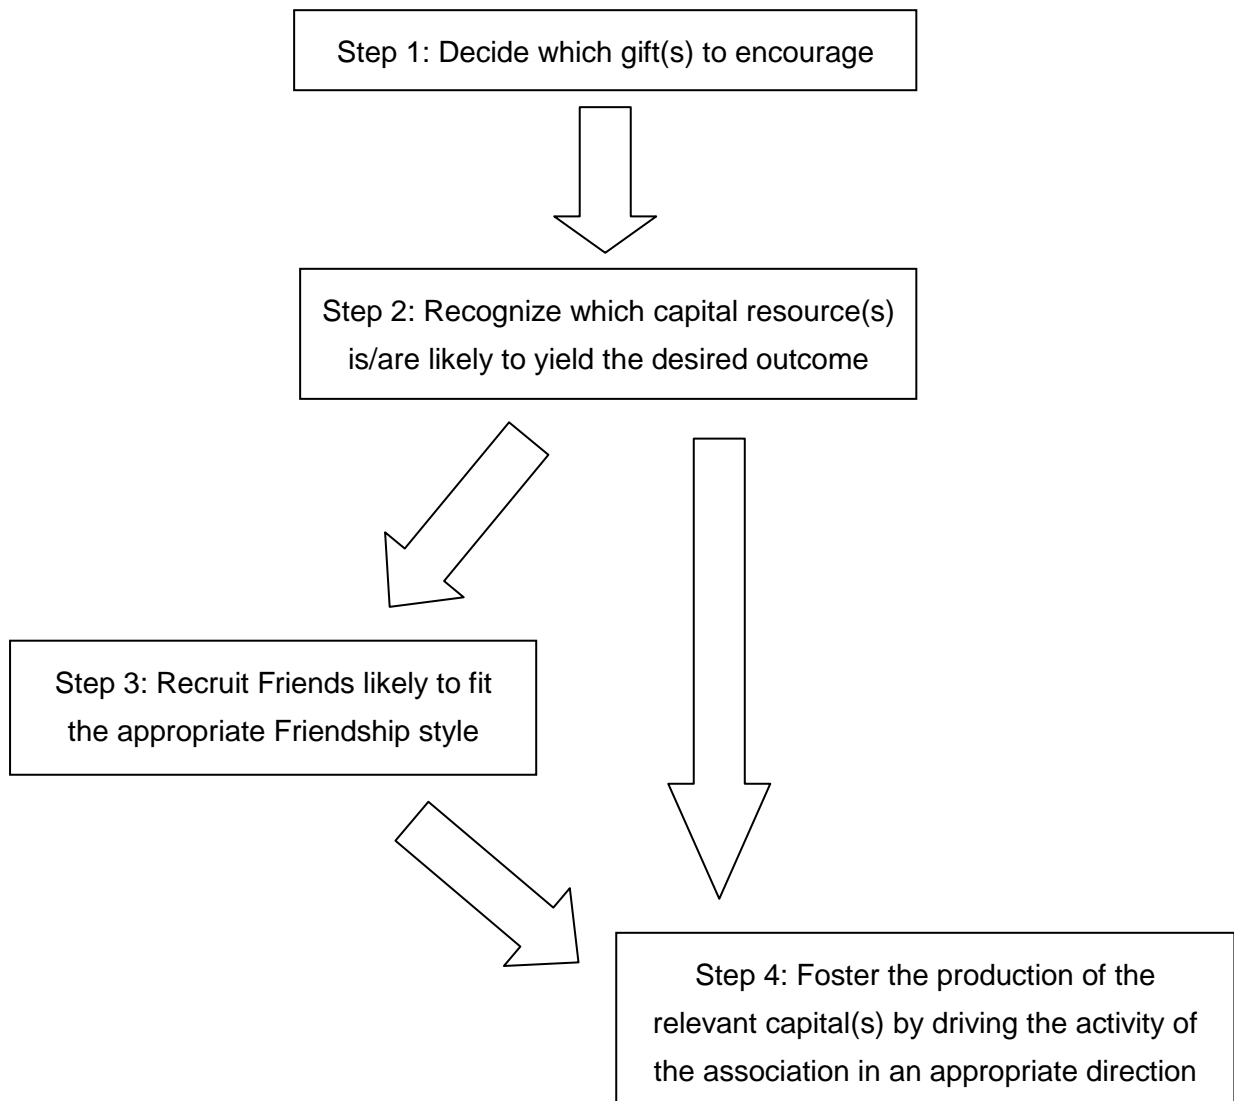 Step 1: Decide which gift(s) to encourage
Step 2: Recognize which capital resource(s)
is/are likely to yield the desired outcome
Step 3: Recruit Friends likely to fit
the appropriate Friendship style
Step 4: Foster the production of the
relevant capital(s) by driving the activity of
the association in an appropriate direction